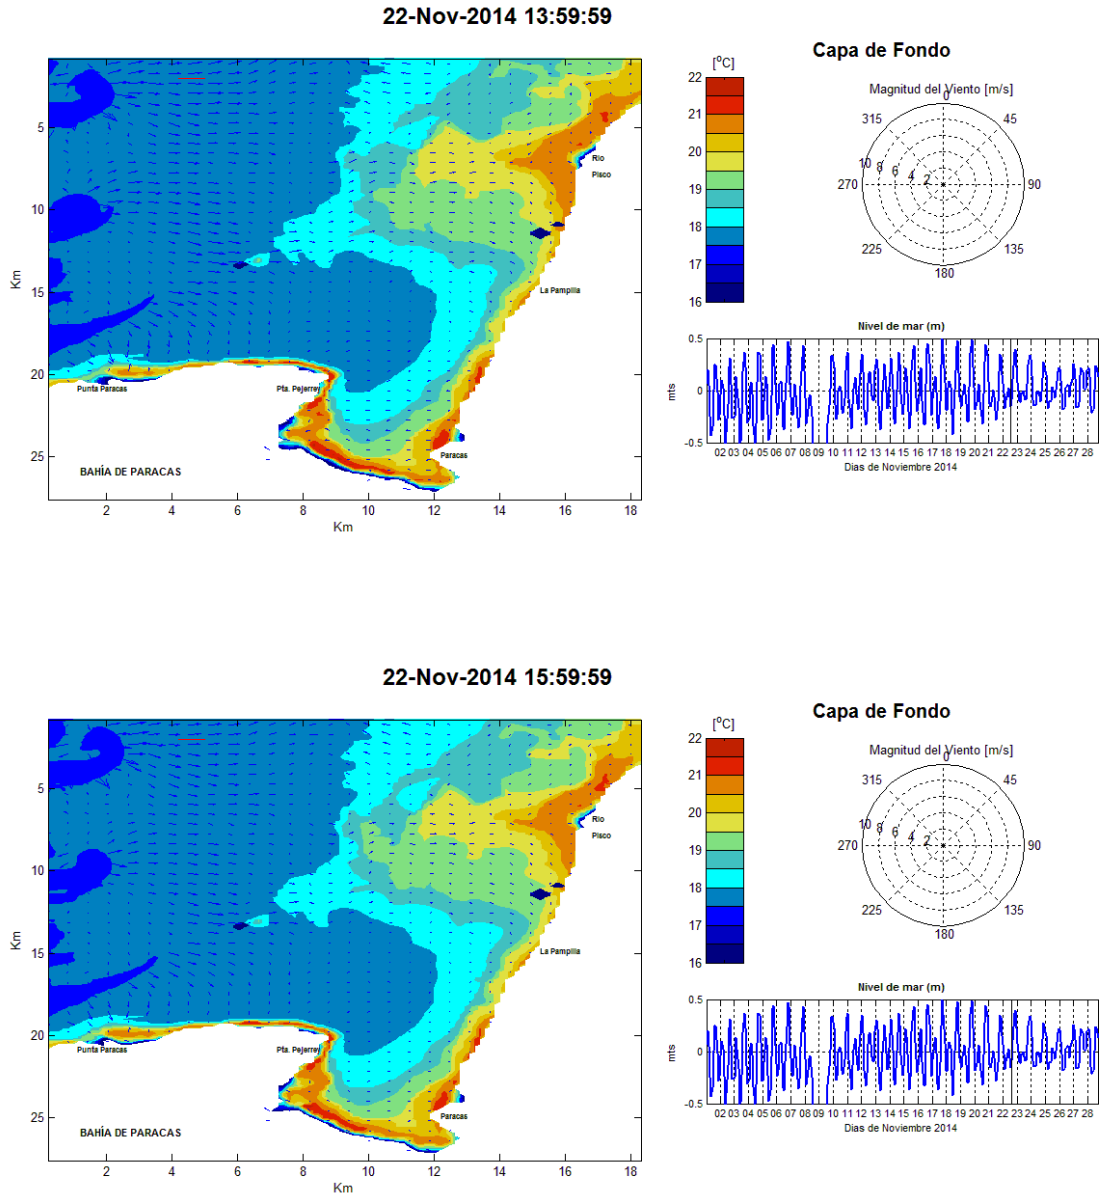 22-Nov-2014 13:59:59
Capa de Fondo
[°C]
Magnitud del Viento [m/s]
0
315
45
10
8
6
4
2
270
90
225
135
180
22
21
20
19
18
17
16
Km
5
10
15
20
25
Rio
Pisco
La Pampilla
Punta Paracas
Pta. Pejerrey
Paracas
BAHÍA DE PARACAS
2 4 6 8 10 12 14 16 18
Km
Nivel de mar (m)
mts
0.5
0
-0.5
02 03 04 05 06 07 08 09 10 11 12 13 14 15 16 17 18 19 20 21 22 23 24 25 26 27 28
Dias de Noviembre 2014
22-Nov-2014 15:59:59
Capa de Fondo
[°C]
Magnitud del Viento [m/s]
0
315
45
10
8
6
4
2
270
90
225
135
180
22
21
20
19
18
17
16
Km
5
10
15
20
25
Rio
Pisco
La Pampilla
Punta Paracas
Pta. Pejerrey
Paracas
BAHÍA DE PARACAS
2 4 6 8 10 12 14 16 18
Km
Nivel de mar (m)
mts
0.5
0
-0.5
02 03 04 05 06 07 08 09 10 11 12 13 14 15 16 17 18 19 20 21 22 23 24 25 26 27 28
Dias de Noviembre 2014